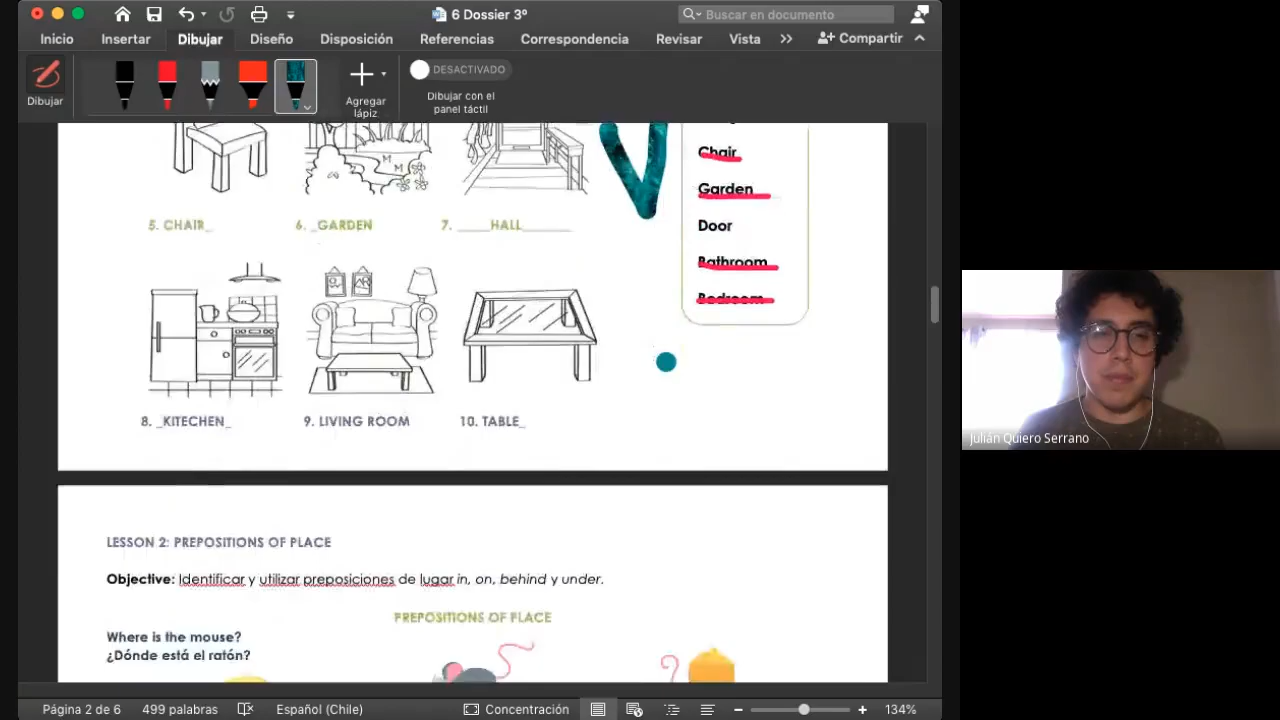 6 Dossier 3º
Buscar en documento
Inicio Insertar Dibujar Diseño Disposición Referencias Correspondencia Revisar Vista Compartir
DESACTIVADO
Dibujar
Agregar lápiz
Dibujar con el panel táctil
Chair
Garden
Door
Bathroom
Bedroom
5. CHAIR_
6. _GARDEN
7. ____HALL______
8. _KITECHEN_
9. LIVING ROOM
10. TABLE_
LESSON 2: PREPOSITIONS OF PLACE
Objective: Identificar y utilizar preposiciones de lugar in, on, behind y under.
PREPOSITIONS OF PLACE
Where is the mouse?
¿Dónde está el ratón?
Julián Quiero Serrano
Página 2 de 6 499 palabras Español (Chile) Concentración 134%